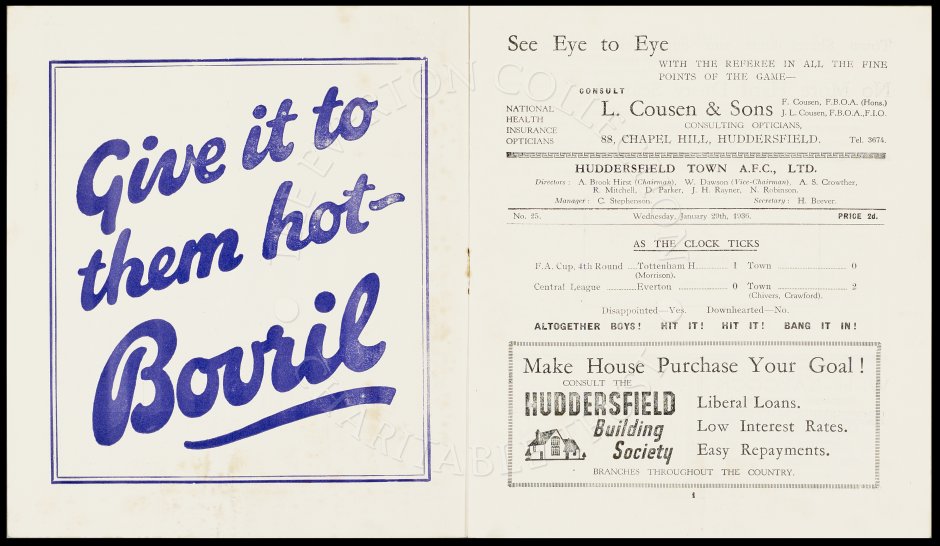 Give it to
them hot-
Bovril
See Eye to Eye
WITH THE REFEREE IN ALL THE FINE
POINTS OF THE GAME—
CONSULT
NATIONAL
HEALTH
INSURANCE
OPTICIANS
L. Cousen & Sons
F. Cousen, F.B.O.A. (Hons.)
J. L. Cousen, F.B.O.A., F.I.O.
CONSULTING OPTICIANS,
88, CHAPEL HILL, HUDDERSFIELD. Tel. 3674.
HUDDERSFIELD TOWN A.F.C., LTD.
Directors : A. Brook Hirst (Chairman), W. Dawson (Vice-Chairman), A. S. Crowther,
R. Mitchell, D. Parker, J. H. Rayner, N. Robinson.
Manager : C. Stephenson. Secretary : H. Beever.
No. 25. Wednesday, January 29th, 1936. PRICE 2d.
AS THE CLOCK TICKS
F.A. Cup, 4th Round ....Tottenham H........... 1 Town ........................ 0
(Morrison).
Central League ...........Everton .................. 0 Town ........................ 2
(Chivers, Crawford).
Disappointed—Yes. Downhearted—No.
ALTOGETHER BOYS! HIT IT! HIT IT! BANG IT IN!
Make House Purchase Your Goal!
CONSULT THE
HUDDERSFIELD
Building
Society
Liberal Loans.
Low Interest Rates.
Easy Repayments.
BRANCHES THROUGHOUT THE COUNTRY.